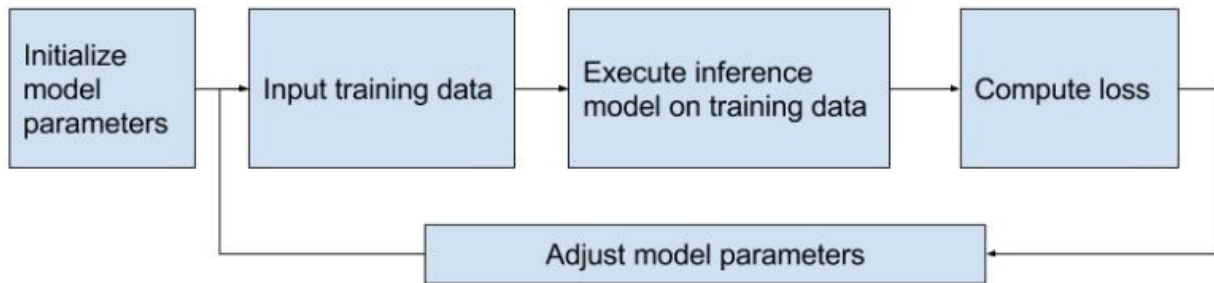 Initialize
model
parameters
Input training data
Execute inference
model on training data
Compute loss
Adjust model parameters